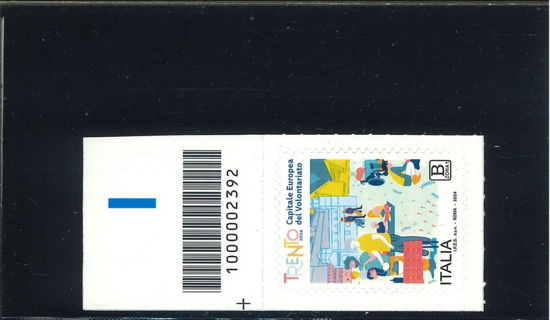 1000002392
TRENTO
2024
Capitale Europea
del Volontariato
B
ZONA 1
ITALIA
I.P.Z.S. S.p.A. - ROMA - 2024